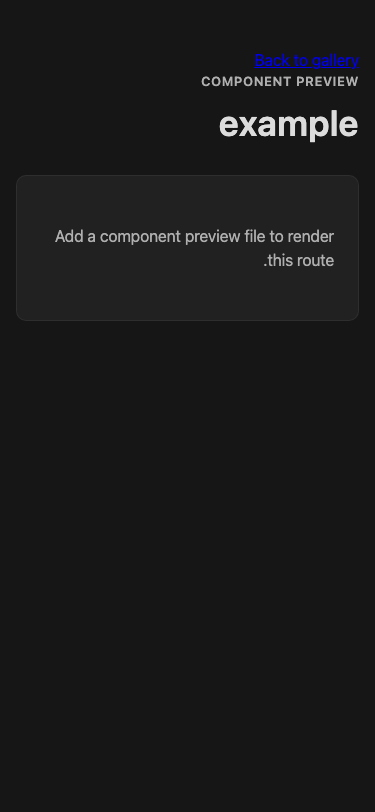 Back to gallery
COMPONENT PREVIEW
example
Add a component preview file to render
.this route